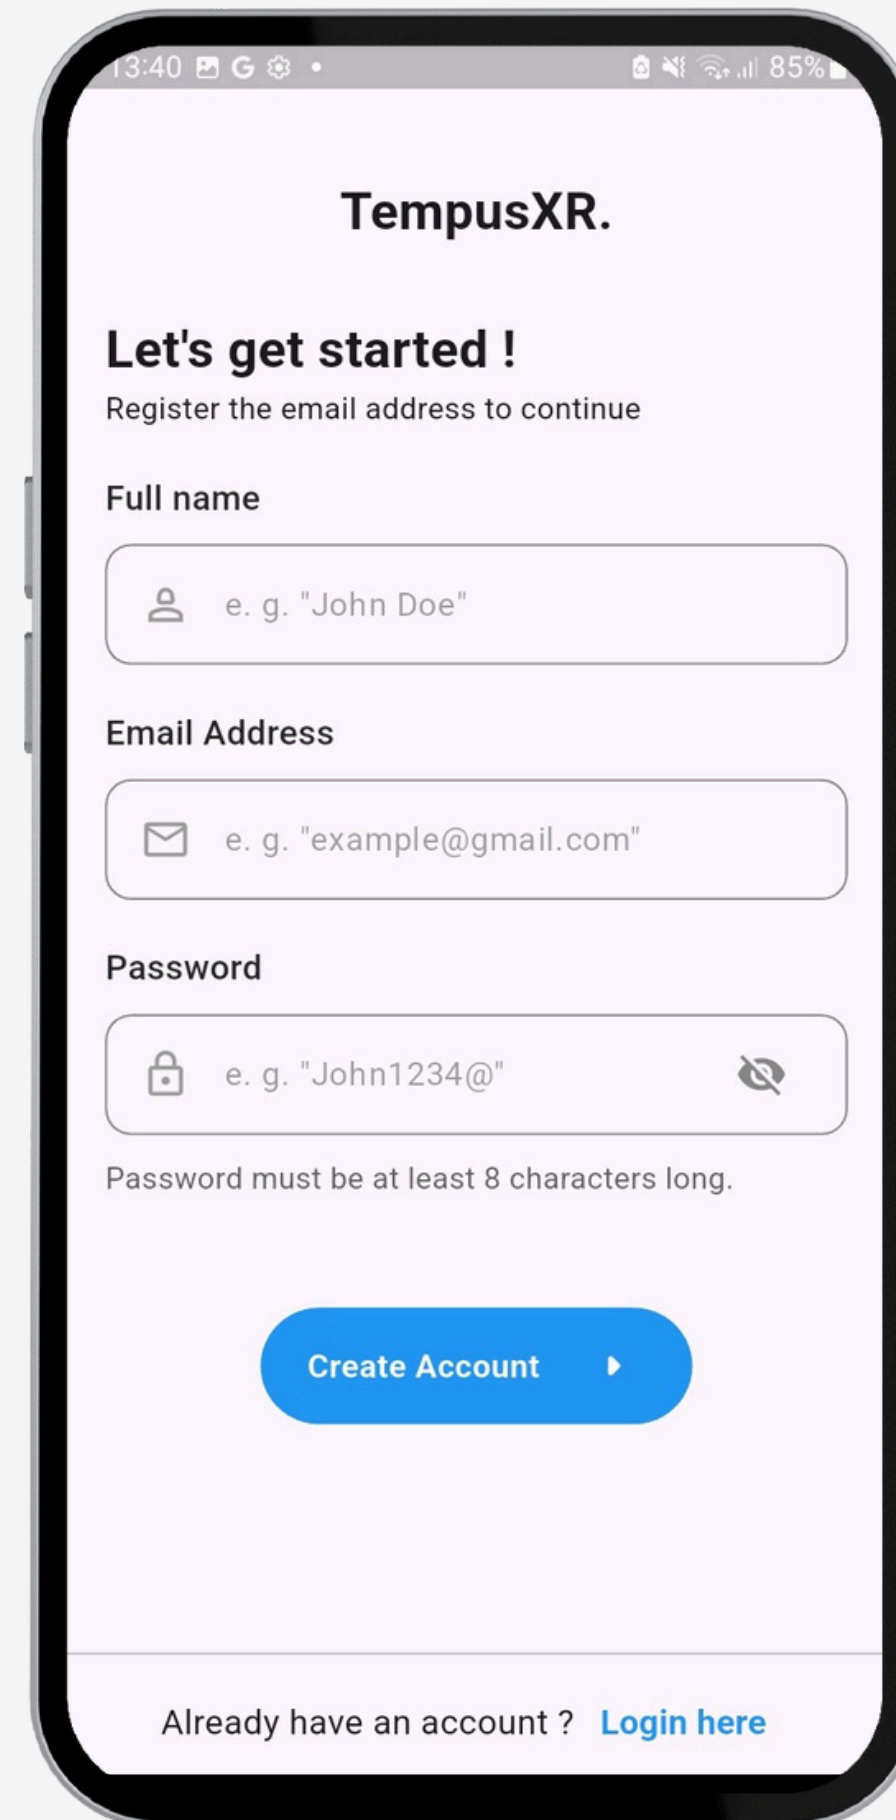 13:40 G 85%
TempusXR.
Let's get started !
Register the email address to continue
Full name
e. g. "John Doe"
Email Address
e. g. "example@gmail.com"
Password
e. g. "John1234@"
Password must be at least 8 characters long.
Create Account
Already have an account ? Login here